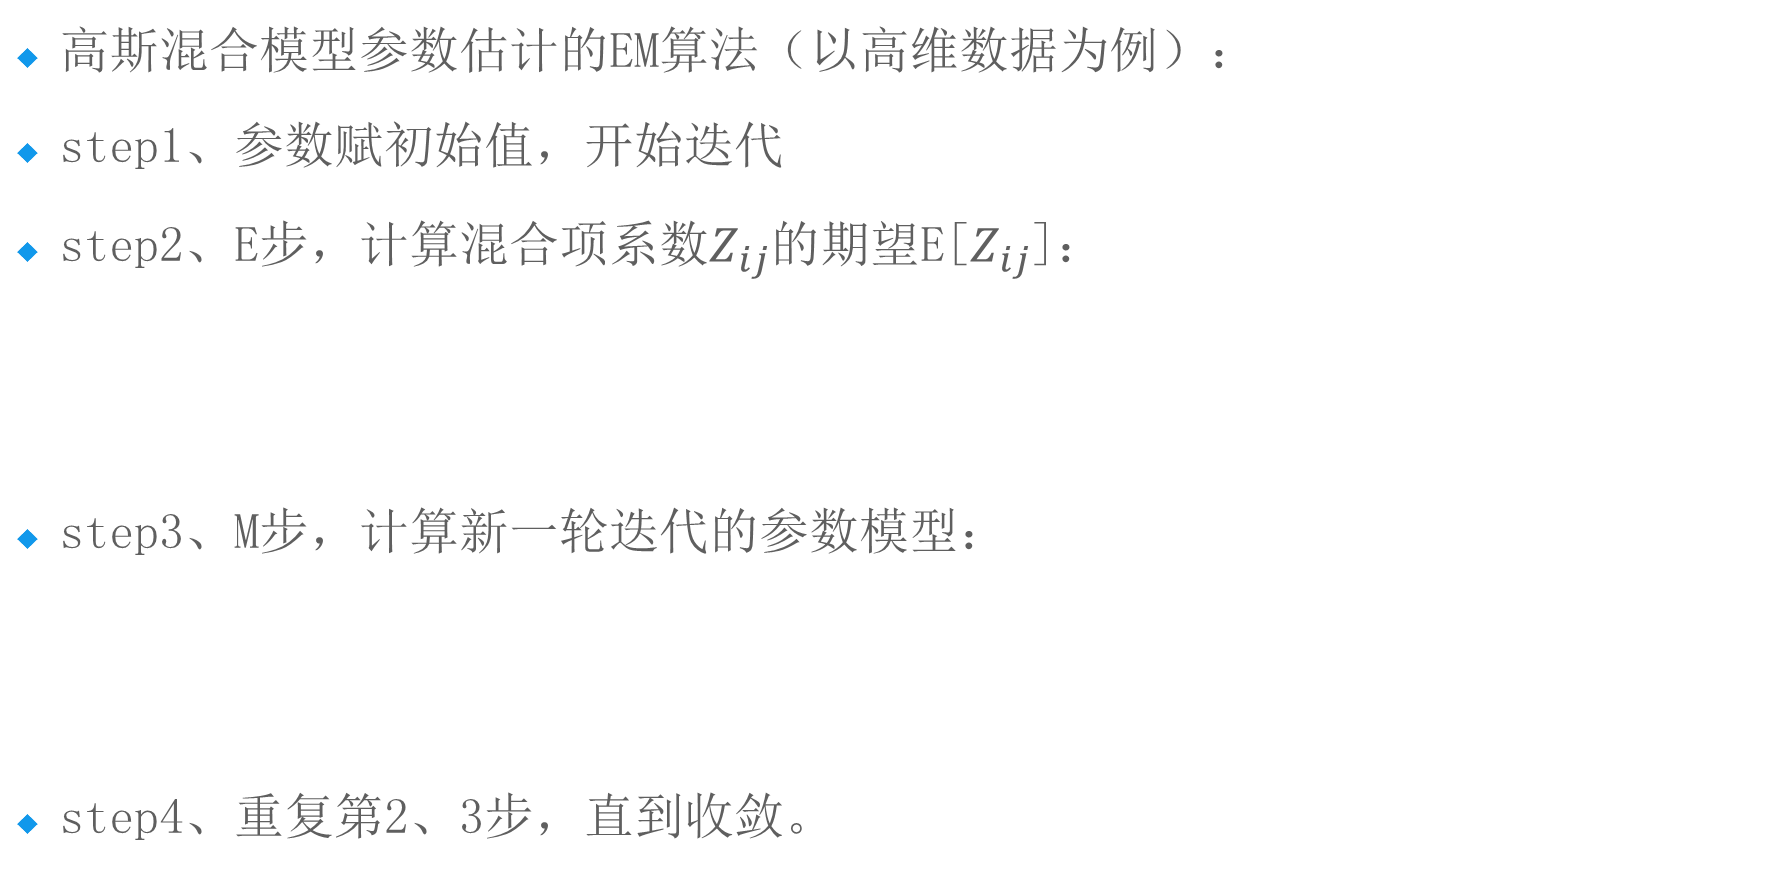 高斯混合模型参数估计的EM算法（以高维数据为例）：
step1、参数赋初始值，开始迭代
step2、E步，计算混合项系数Z_{ij}的期望E[Z_{ij}]：
step3、M步，计算新一轮迭代的参数模型：
step4、重复第2、3步，直到收敛。